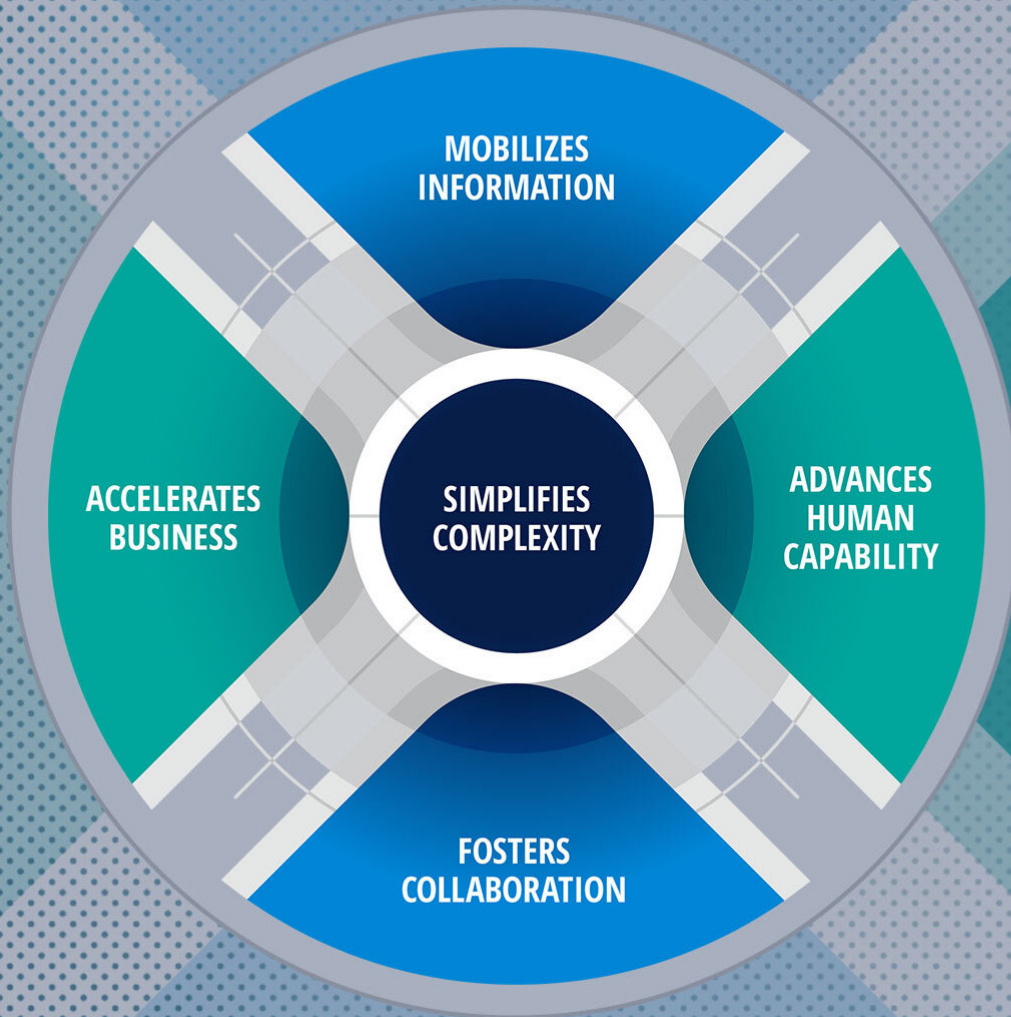 MOBILIZES
INFORMATION
ACCELERATES
BUSINESS
SIMPLIFIES
COMPLEXITY
ADVANCES
HUMAN
CAPABILITY
FOSTERS
COLLABORATION